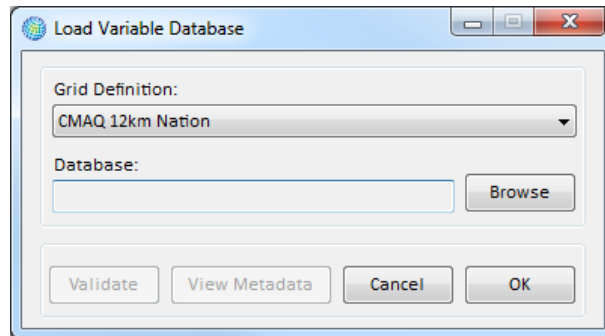 Load Variable Database
Grid Definition:
CMAQ 12km Nation
Database:
Browse
Validate View Metadata Cancel OK